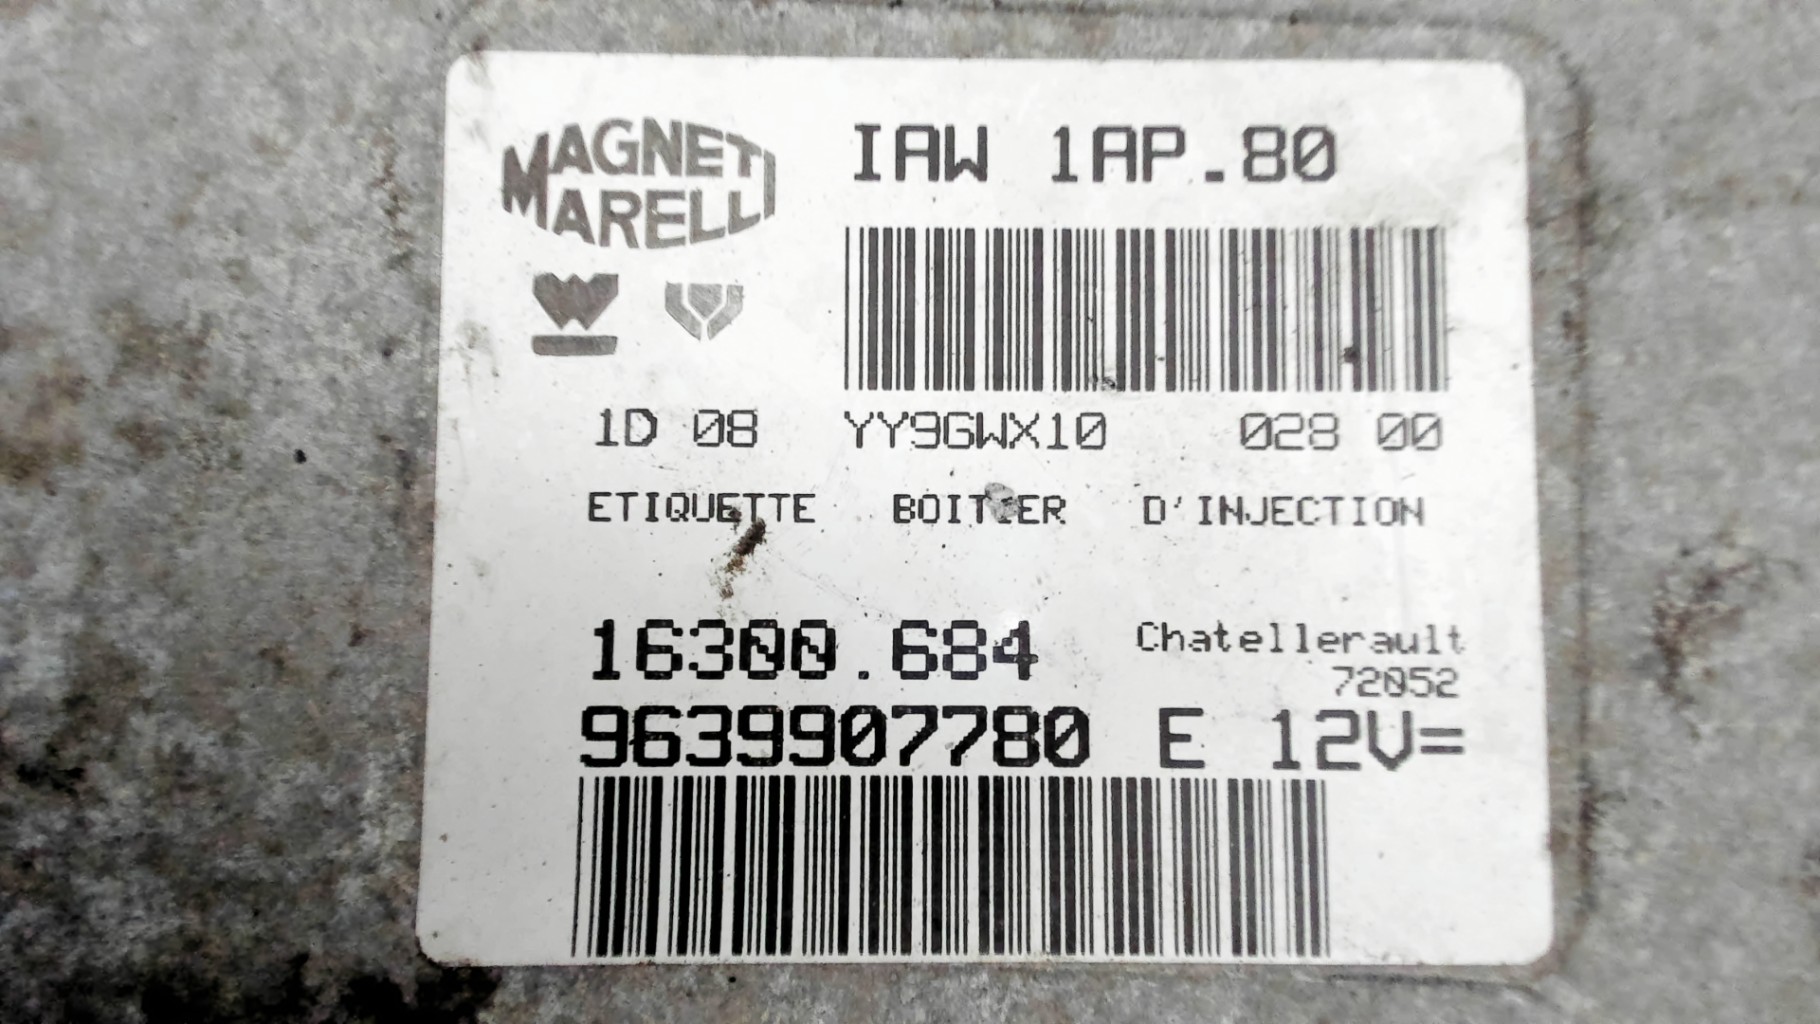 MAGNETI
MARELLI
IAW 1AP.80
1D 08 YY9GWX10 028 00
ETIQUETTE BOITIER D'INJECTION
16300.684 Chatellerault
72052
9639907780 E 12V=